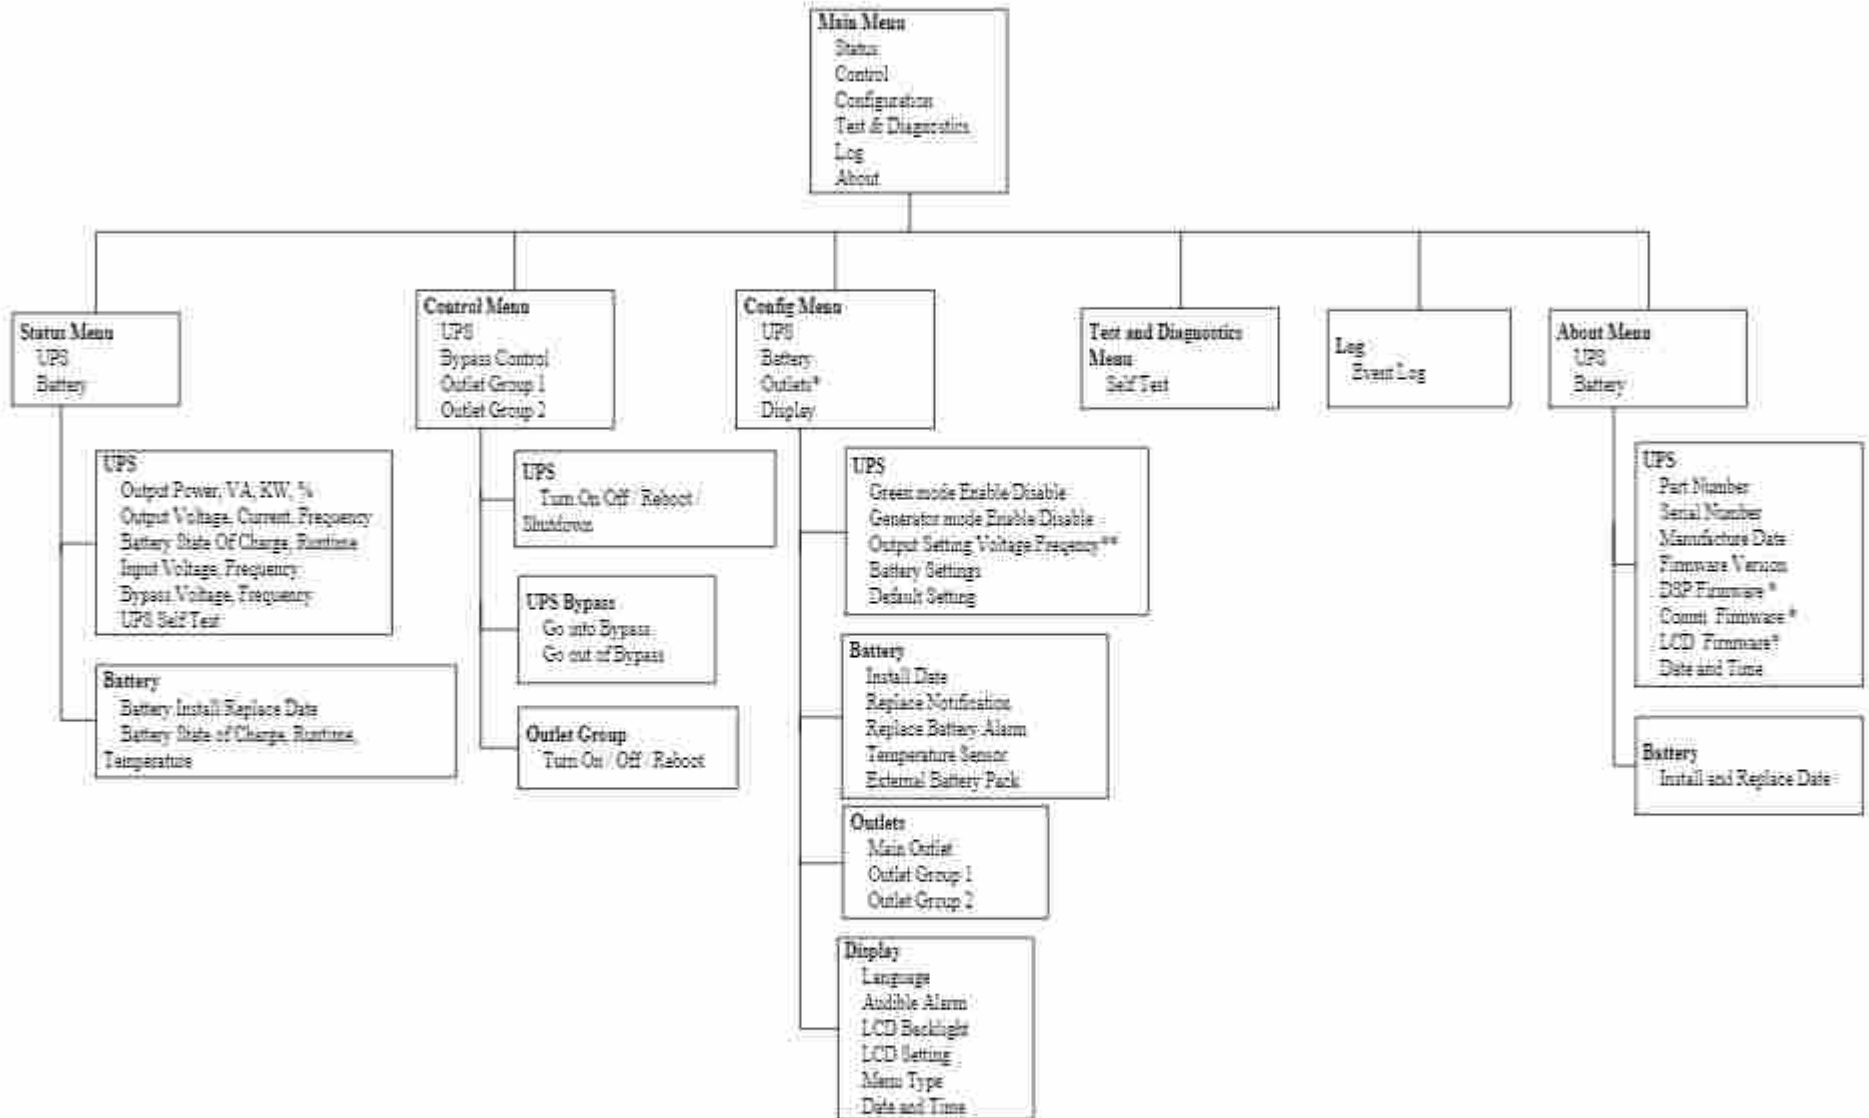 Main Menu
Status
Control
Configuration
Test & Diagnostics
Log
About
Status Menu
UPS
Battery
UPS
Output Power, VA, KW, %
Output Voltage, Current, Frequency
Battery State Of Charge, Runtime
Input Voltage, Frequency
Bypass Voltage, Frequency
UPS Self Test
Battery
Battery Install Replace Date
Battery State of Charge, Runtime,
Temperature
Control Menu
UPS
Bypass Control
Outlet Group 1
Outlet Group 2
UPS
Turn On Off / Reboot /
Shutdown
UPS Bypass
Go into Bypass
Go out of Bypass
Outlet Group
Turn On / Off / Reboot
Config Menu
UPS
Battery
Outlets*
Display
UPS
Green mode Enable Disable
Generator mode Enable Disable
Output Setting Voltage Freqency**
Battery Settings
Default Setting
Battery
Install Date
Replace Notification
Replace Battery Alarm
Temperature Sensor
External Battery Pack
Outlets
Main Outlet
Outlet Group 1
Outlet Group 2
Display
Language
Audible Alarm
LCD Backlight
LCD Setting
Menu Type
Date and Time
Test and Diagnostics
Menu
Self Test
Log
Event Log
About Menu
UPS
Battery
UPS
Part Number
Serial Number
Manufacture Date
Firmware Version
DSP Firmware *
Comm Firmware *
LCD Firmware*
Date and Time
Battery
Install and Replace Date